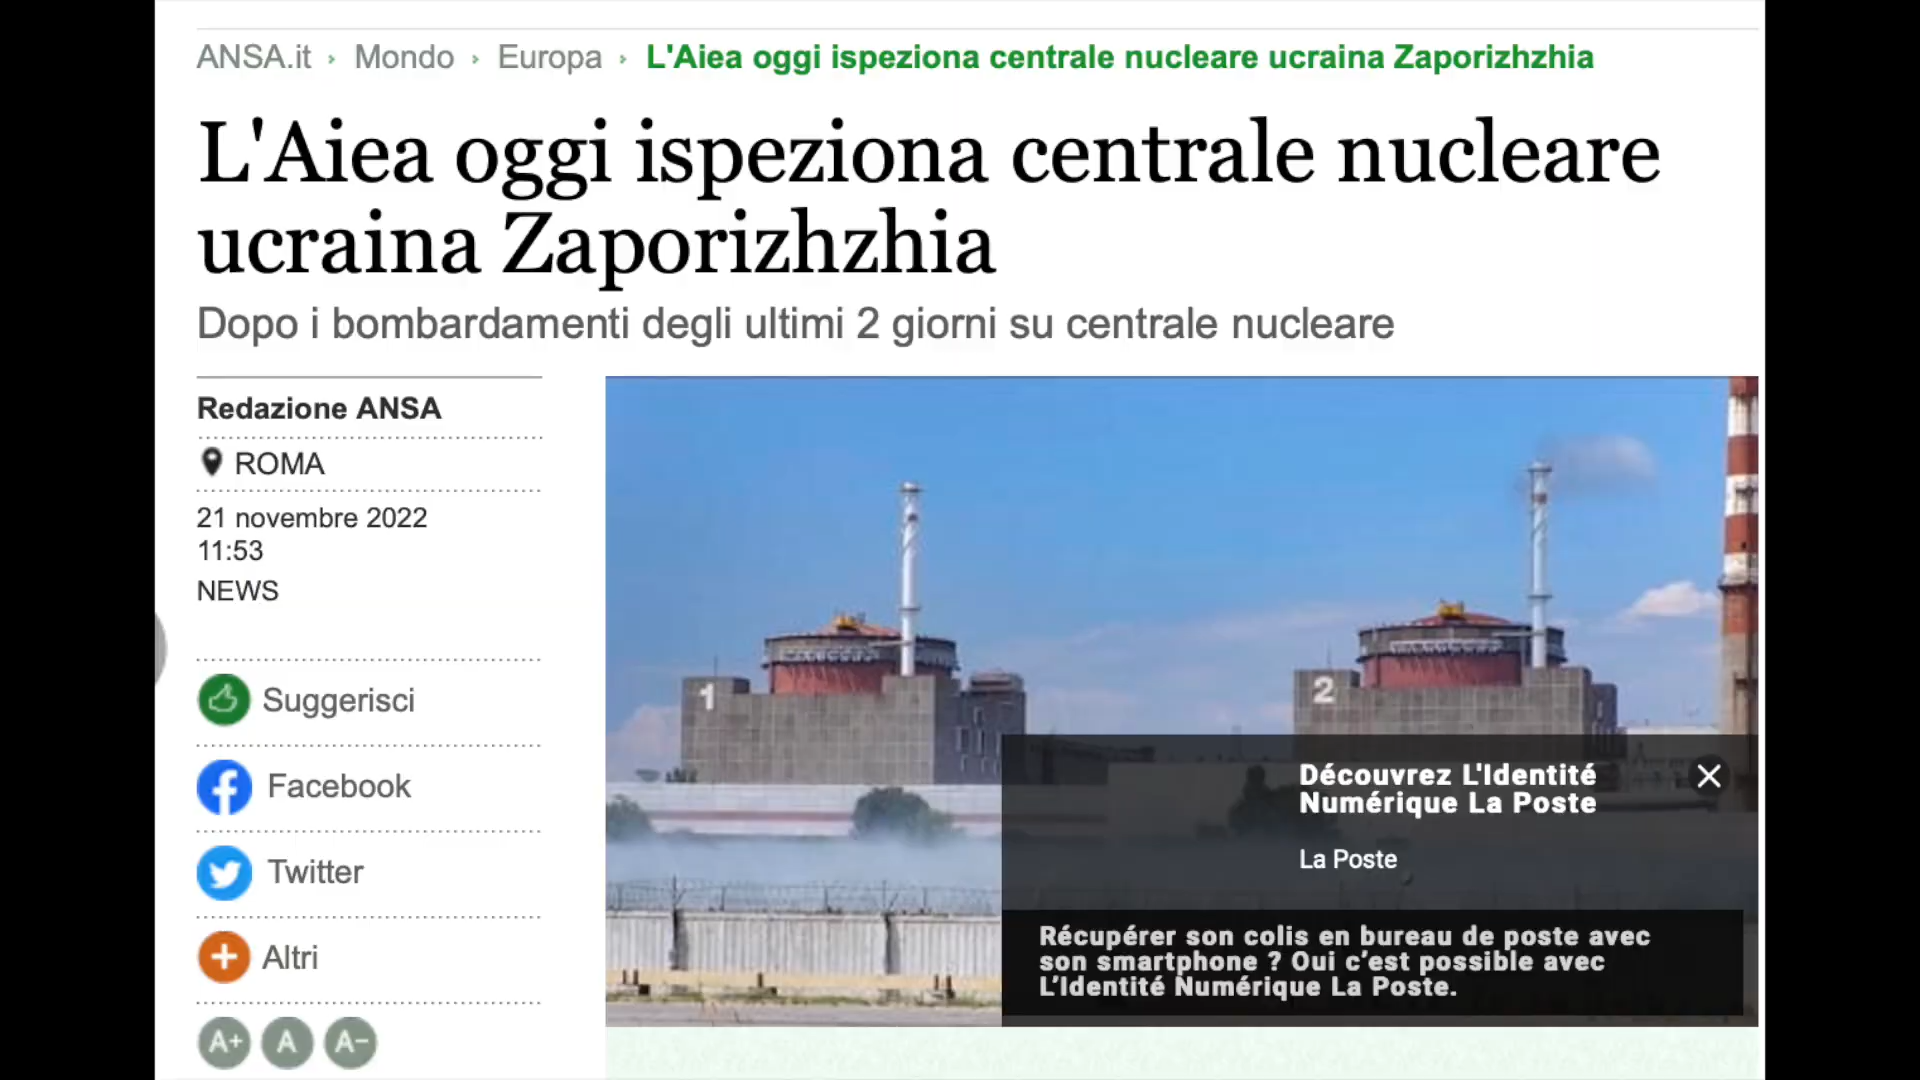 ANSA.it › Mondo › Europa › L'Aiea oggi ispeziona centrale nucleare ucraina Zaporizhzhia
L'Aiea oggi ispeziona centrale nucleare
ucraina Zaporizhzhia
Dopo i bombardamenti degli ultimi 2 giorni su centrale nucleare
Redazione ANSA
ROMA
21 novembre 2022
11:53
NEWS
Suggerisci
Facebook
Twitter
Altri
A+ A A-
1
2
Découvrez L'Identité
Numérique La Poste
La Poste
Récupérer son colis en bureau de poste avec
son smartphone ? Oui c’est possible avec
L’Identité Numérique La Poste.